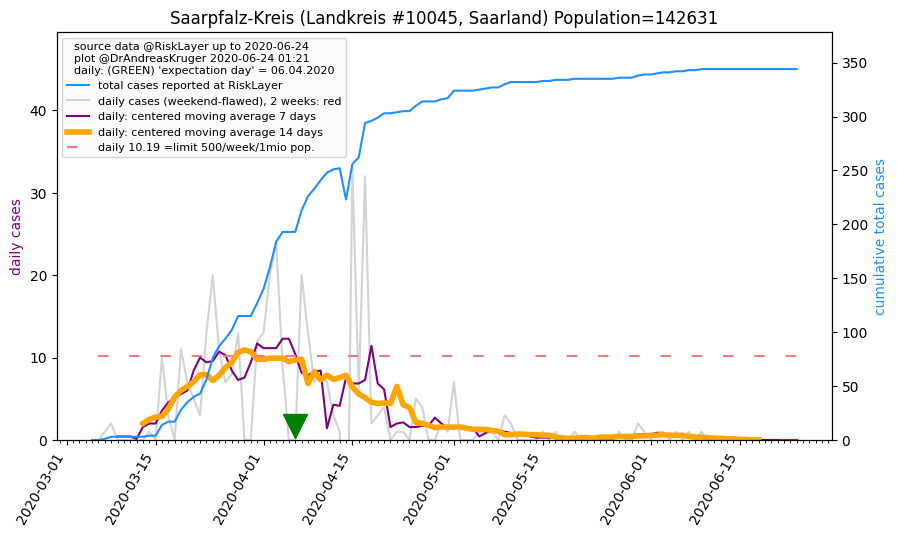 Saarpfalz-Kreis (Landkreis #10045, Saarland) Population=142631
source data @RiskLayer up to 2020-06-24
plot @DrAndreasKruger 2020-06-24 01:21
daily: (GREEN) 'expectation day' = 06.04.2020
total cases reported at RiskLayer
daily cases (weekend-flawed), 2 weeks: red
daily: centered moving average 7 days
daily: centered moving average 14 days
daily 10.19 =limit 500/week/1mio pop.
daily cases
40
30
20
10
0
cumulative total cases
350
300
250
200
150
100
50
0
2020-03-01
2020-03-15
2020-04-01
2020-04-15
2020-05-01
2020-05-15
2020-06-01
2020-06-15